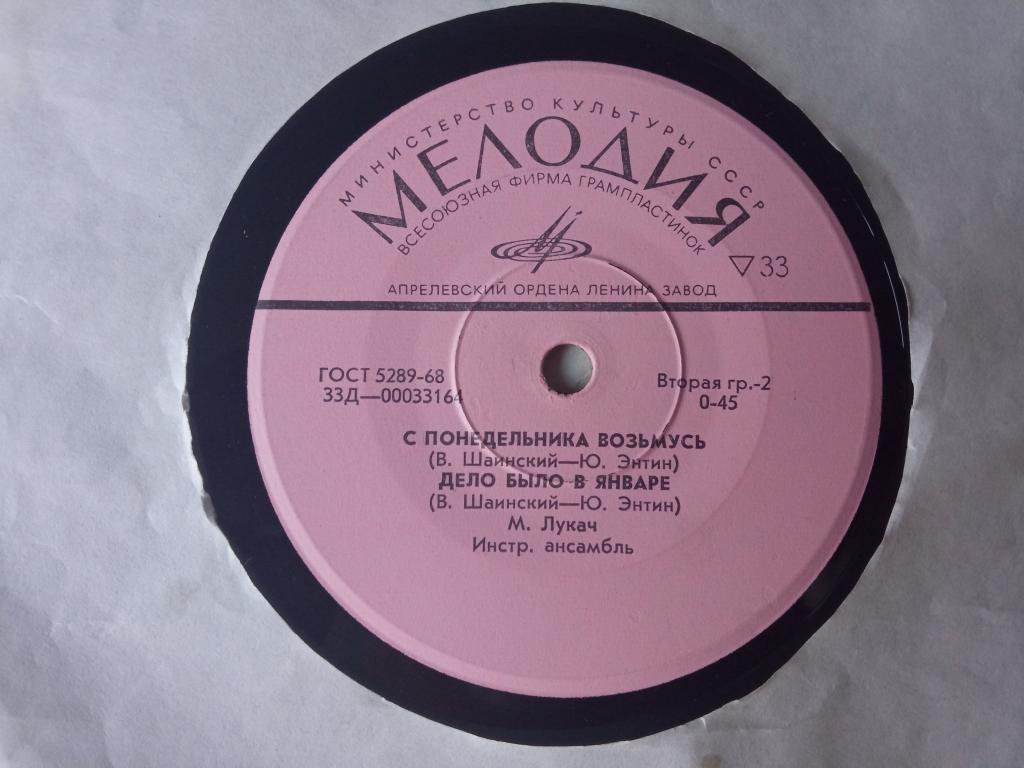 МИНИСТЕРСТВО КУЛЬТУРЫ СССР
МЕЛОДИЯ
ВСЕСОЮЗНАЯ ФИРМА ГРАМПЛАСТИНОК
33
АПРЕЛЕВСКИЙ ОРДЕНА ЛЕНИНА ЗАВОД
ГОСТ 5289-68
33Д—00033164
Вторая гр.-2
0-45
С ПОНЕДЕЛЬНИКА ВОЗЬМУСЬ
(В. Шаинский—Ю. Энтин)
ДЕЛО БЫЛО В ЯНВАРЕ
(В. Шаинский—Ю. Энтин)
М. Лукач
Инстр. ансамбль